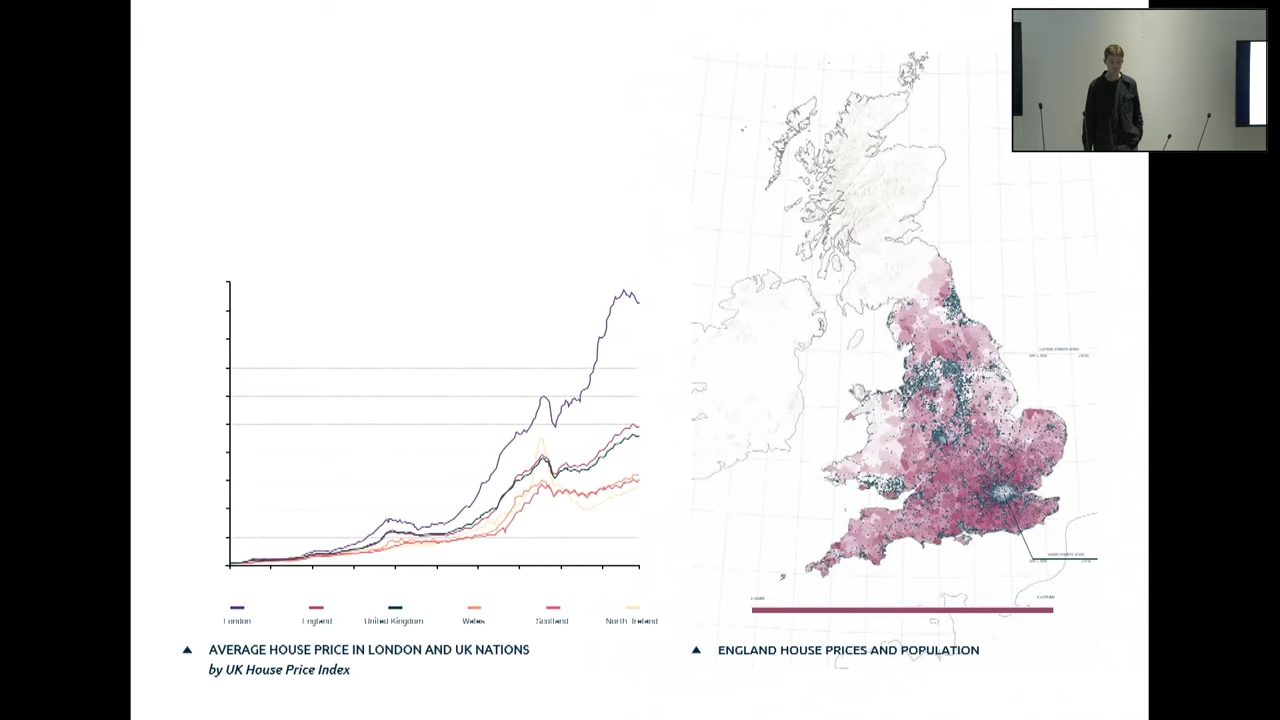 London
England
United Kingdom
Wales
Scotland
North Ireland
AVERAGE HOUSE PRICE IN LONDON AND UK NATIONS
by UK House Price Index
ENGLAND HOUSE PRICES AND POPULATION